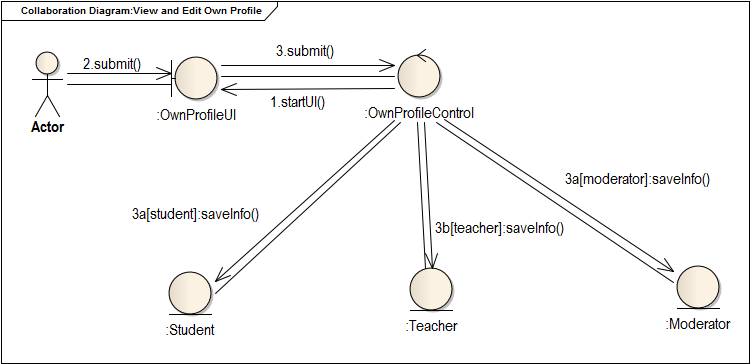 Collaboration Diagram:View and Edit Own Profile
2.submit()
3.submit()
1.startUI()
Actor
:OwnProfileUI
:OwnProfileControl
3a[student]:saveInfo()
3b[teacher]:saveInfo()
3a[moderator]:saveInfo()
:Student
:Teacher
:Moderator